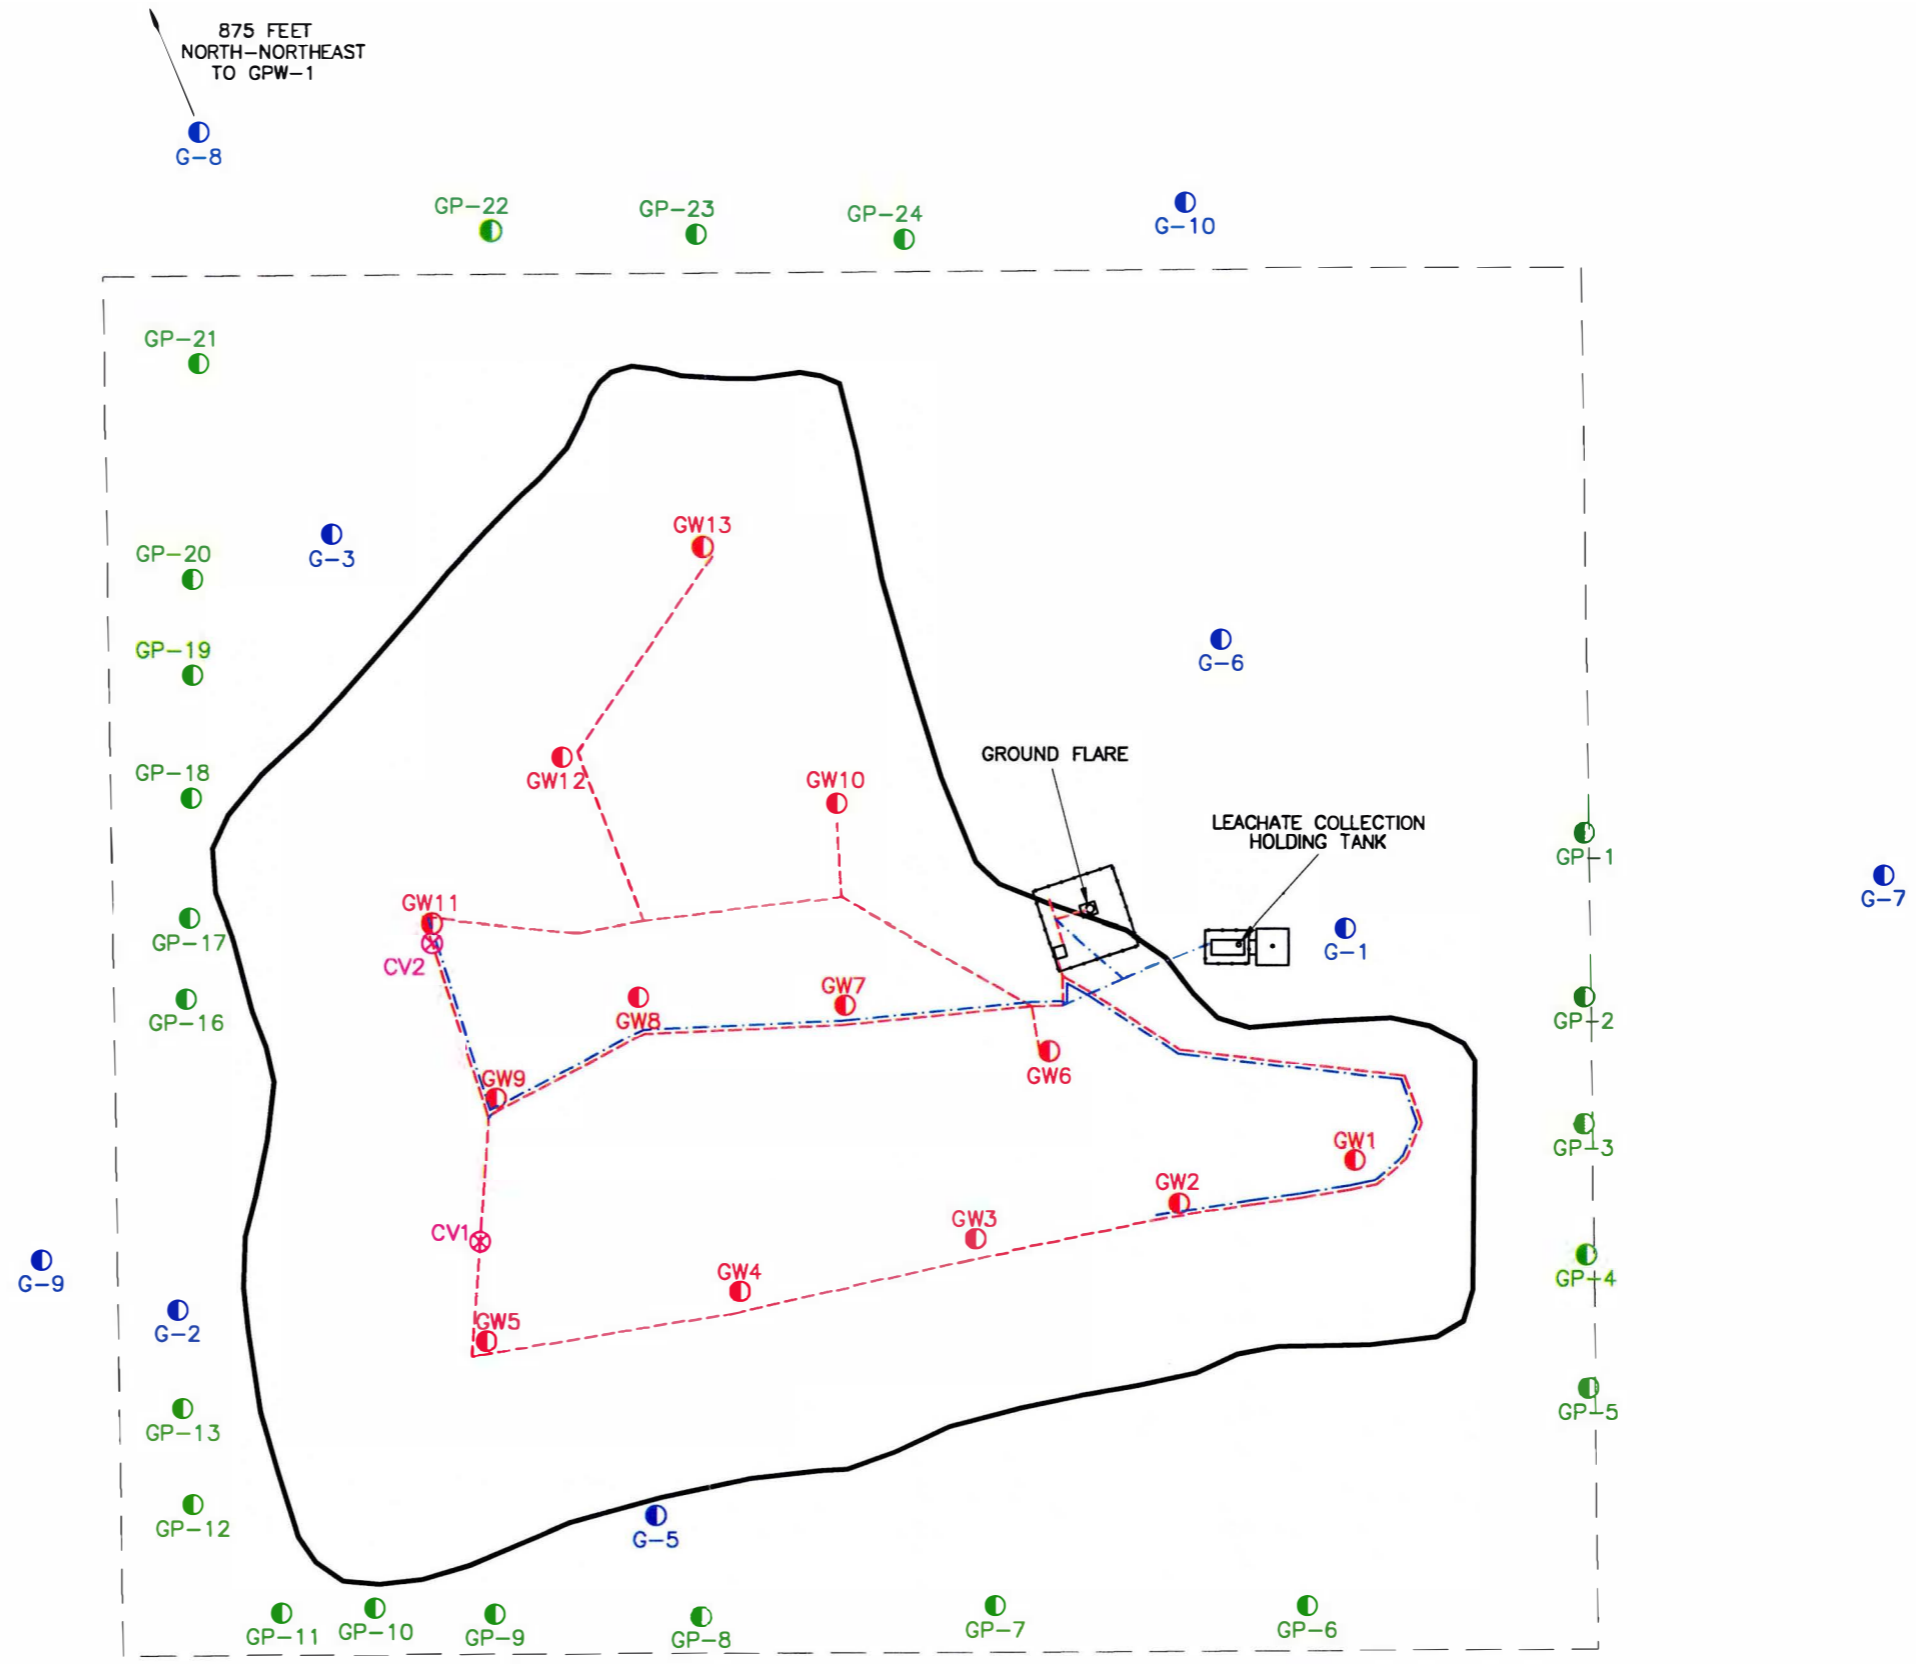 875 FEET
NORTH-NORTHEAST
TO GPW-1
G-8
GP-22
GP-23
GP-24
G-10
GP-21
GW13
GP-20
G-3
GP-19
G-6
GROUND FLARE
GP-18
GW12
GW10
LEACHATE COLLECTION
HOLDING TANK
GP-1
G-7
GW11
GP-17
G-1
CV2
GW7
GP-16
GW8
GP-2
GW6
GW9
GW1
GP-3
GW2
GW3
CV1
G-9
GW4
GP-4
G-2
GW5
GP-5
GP-13
GP-12
G-5
GP-11
GP-10
GP-9
GP-8
GP-7
GP-6